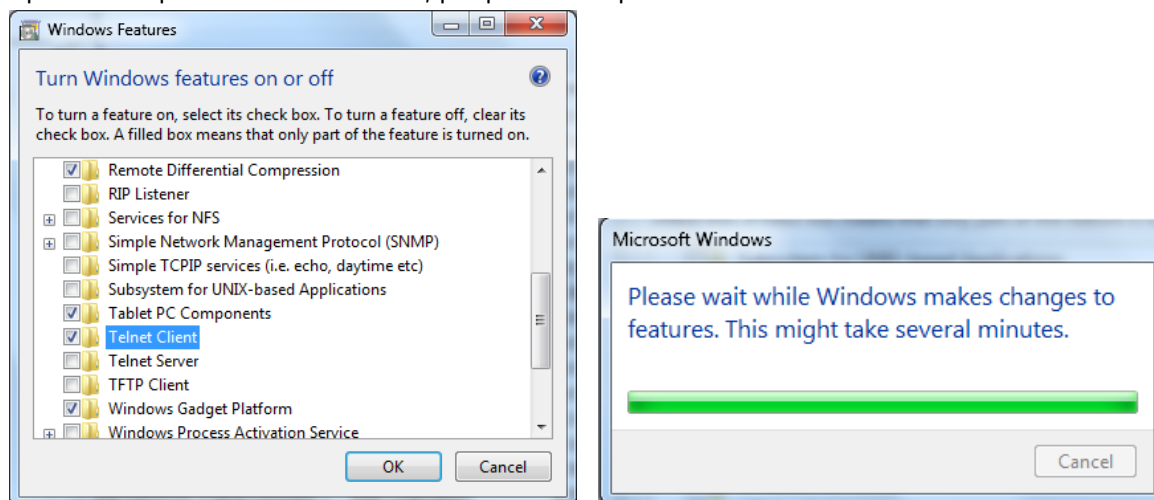 Windows Features
Turn Windows features on or off
To turn a feature on, select its check box. To turn a feature off, clear its
check box. A filled box means that only part of the feature is turned on.
Remote Differential Compression
RIP Listener
Services for NFS
Simple Network Management Protocol (SNMP)
Simple TCPIP services (i.e. echo, daytime etc)
Subsystem for UNIX-based Applications
Tablet PC Components
Telnet Client
Telnet Server
TFTP Client
Windows Gadget Platform
Windows Process Activation Service
OK Cancel
Microsoft Windows
Please wait while Windows makes changes to
features. This might take several minutes.
Cancel